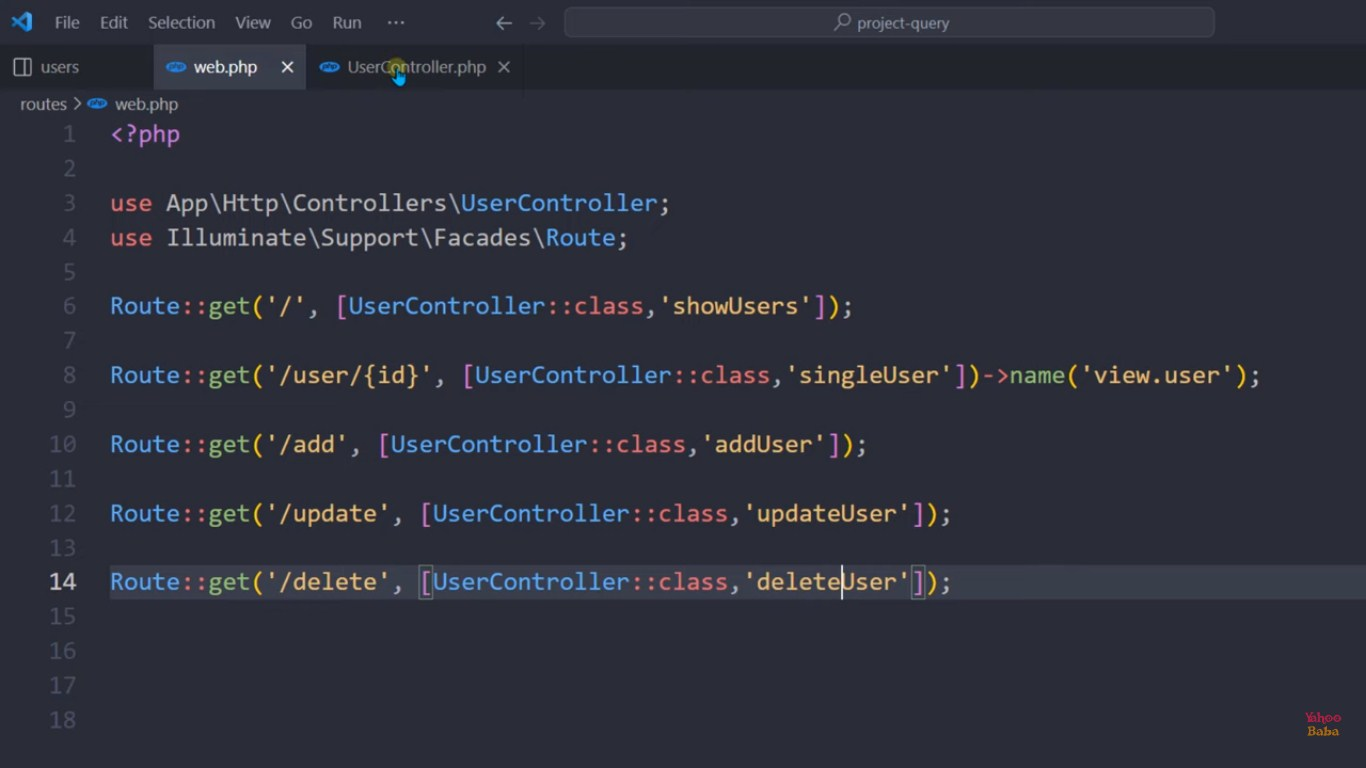 File Edit Selection View Go Run ··· ← → project-query
users web.php × UserController.php ×
routes > web.php
1 <?php
2
3 use App\Http\Controllers\UserController;
4 use Illuminate\Support\Facades\Route;
5
6 Route::get('/', [UserController::class,'showUsers']);
7
8 Route::get('/user/{id}', [UserController::class,'singleUser'])->name('view.user');
9
10 Route::get('/add', [UserController::class,'addUser']);
11
12 Route::get('/update', [UserController::class,'updateUser']);
13
14 Route::get('/delete', [UserController::class,'deleteUser']);
15
16
17
18
Yahoo
Baba